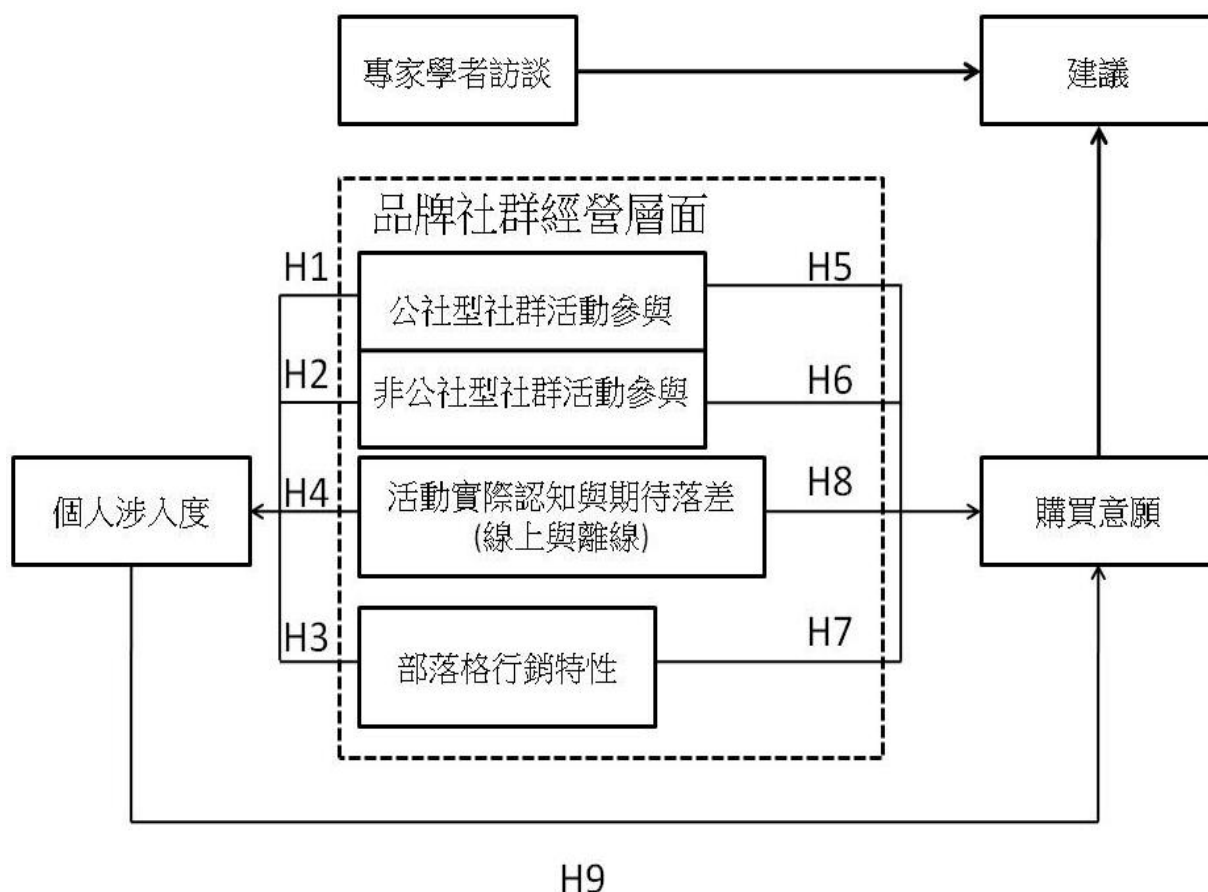 專家學者訪談
建議
品牌社群經營層面
H1
H5
公社型社群活動參與
H2
H6
非公社型社群活動參與
個人涉入度
H4
活動實際認知與期待落差
(線上與離線)
H8
購買意願
H3
H7
部落格行銷特性
H9